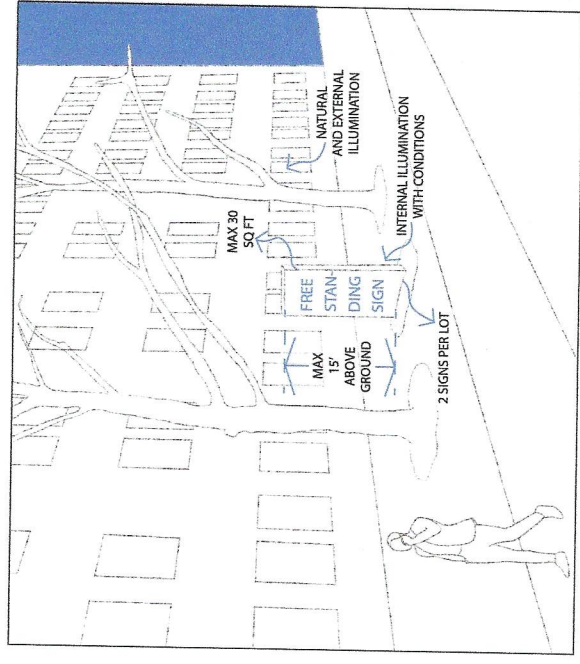 MAX 30
SQ FT
NATURAL
AND EXTERNAL
ILLUMINATION
FREE
STAN-
DING
SIGN
MAX
15'
ABOVE
GROUND
INTERNAL ILLUMINATION
WITH CONDITIONS
2 SIGNS PER LOT